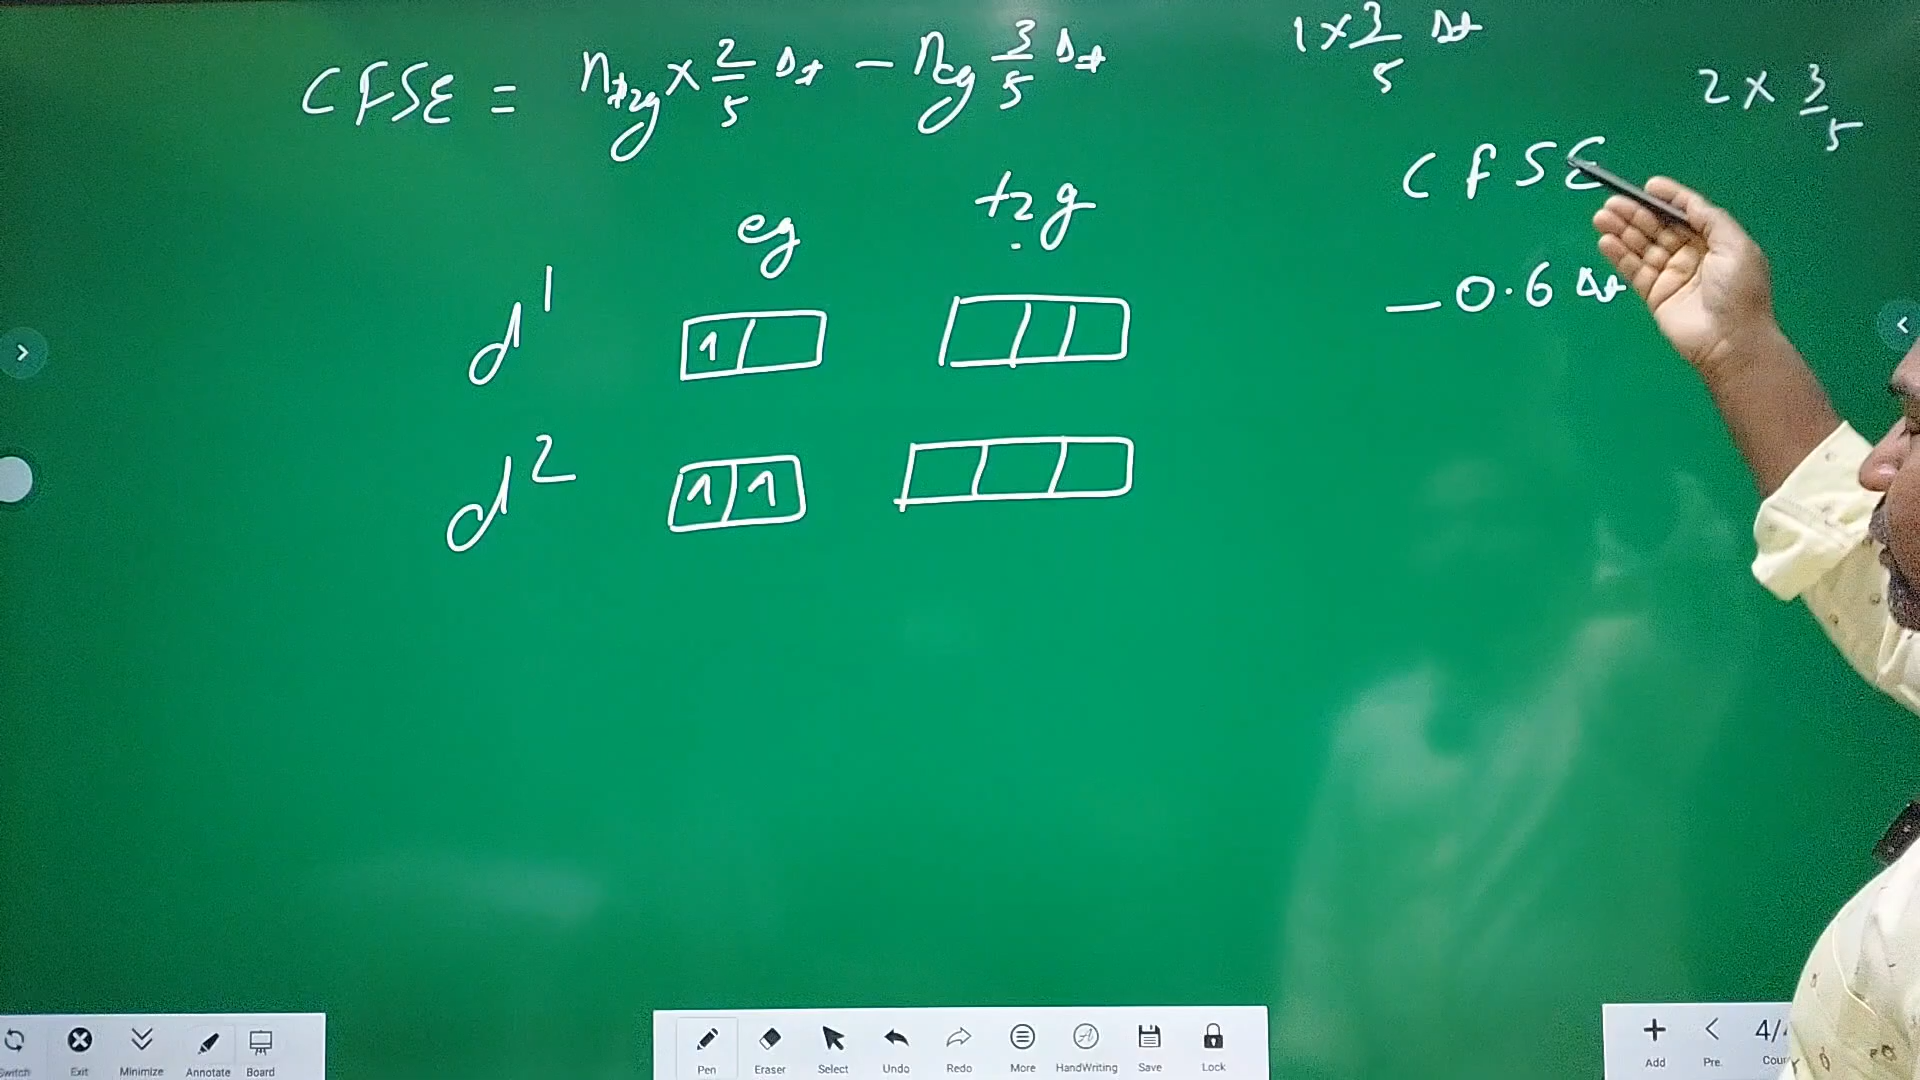 CFSE = nt2g × 2/5 Δt − neg 3/5 Δt
1 × 3/5 Δt
2 × 3/5
eg t2g CFSE
d¹ 1 − 0.6 Δt
d² 1 1
Switch Exit Minimize Annotate Board
Pen Eraser Select Undo Redo More HandWriting Save Lock
Add Pre. 4/